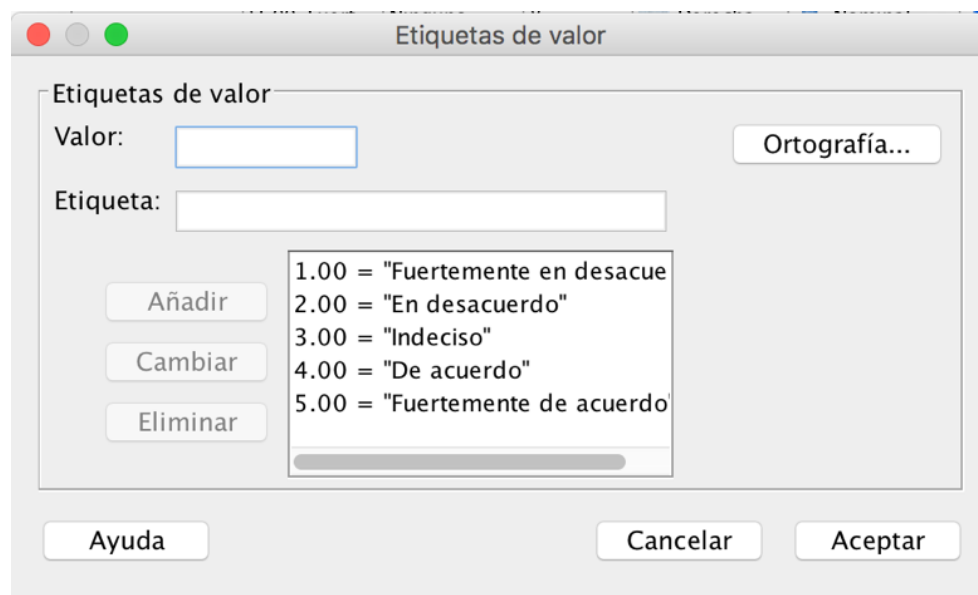 Etiquetas de valor
Etiquetas de valor
Valor:
Ortografía...
Etiqueta:
1.00 = "Fuertemente en desacue
Añadir
2.00 = "En desacuerdo"
3.00 = "Indeciso"
Cambiar
4.00 = "De acuerdo"
5.00 = "Fuertemente de acuerdo"
Eliminar
Ayuda
Cancelar
Aceptar